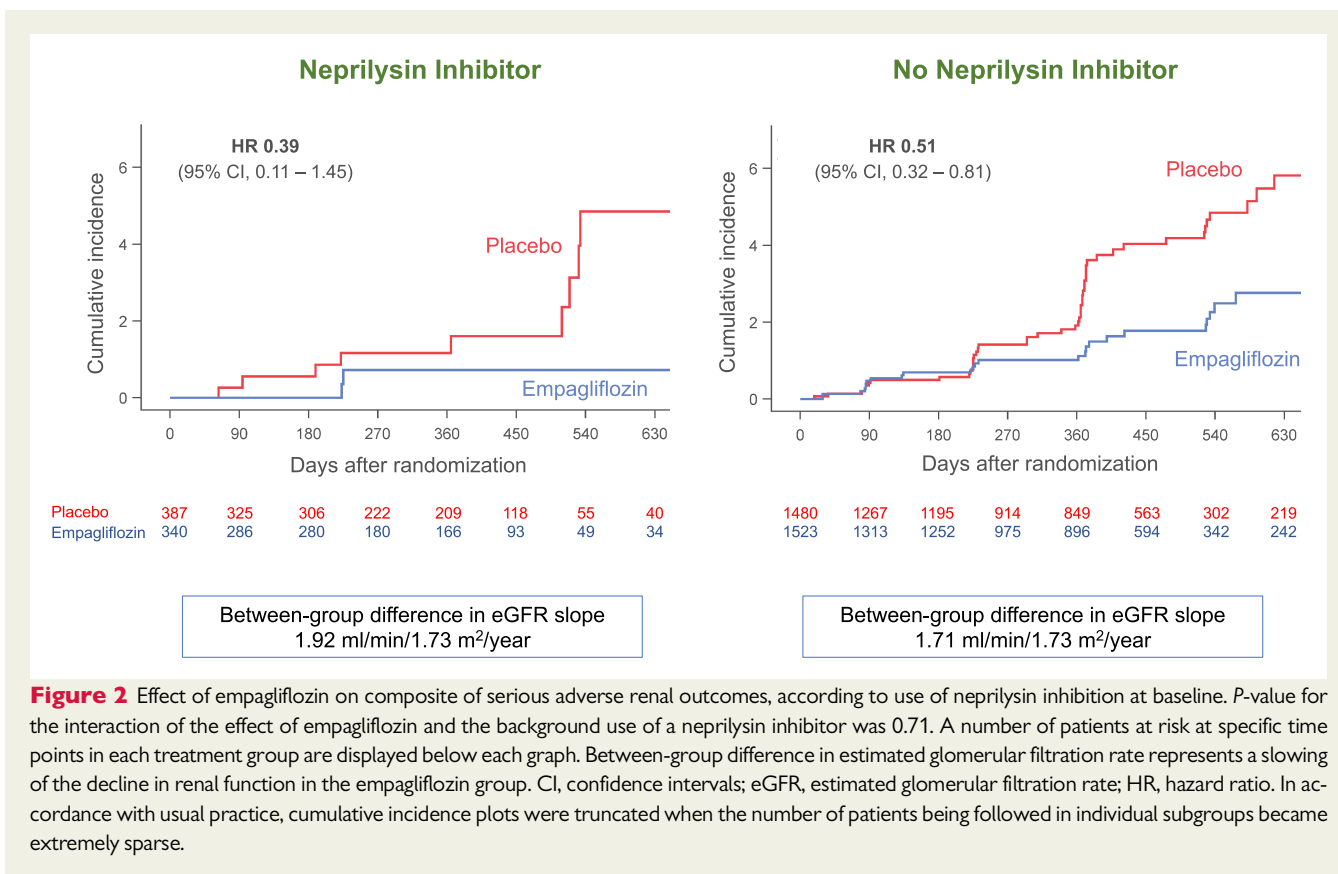 Neprilysin Inhibitor
HR 0.39
(95% CI, 0.11 – 1.45)
Cumulative incidence
6
4
2
0
Placebo
Empagliflozin
0 90 180 270 360 450 540 630
Days after randomization
Placebo 387 325 306 222 209 118 55 40
Empagliflozin 340 286 280 180 166 93 49 34
Between-group difference in eGFR slope
1.92 ml/min/1.73 m²/year
No Neprilysin Inhibitor
HR 0.51
(95% CI, 0.32 – 0.81)
Cumulative incidence
6
4
2
0
Placebo
Empagliflozin
0 90 180 270 360 450 540 630
Days after randomization
1480 1267 1195 914 849 563 302 219
1523 1313 1252 975 896 594 342 242
Between-group difference in eGFR slope
1.71 ml/min/1.73 m²/year
Figure 2 Effect of empagliflozin on composite of serious adverse renal outcomes, according to use of neprilysin inhibition at baseline. P-value for
the interaction of the effect of empagliflozin and the background use of a neprilysin inhibitor was 0.71. A number of patients at risk at specific time
points in each treatment group are displayed below each graph. Between-group difference in estimated glomerular filtration rate represents a slowing
of the decline in renal function in the empagliflozin group. CI, confidence intervals; eGFR, estimated glomerular filtration rate; HR, hazard ratio. In ac-
cordance with usual practice, cumulative incidence plots were truncated when the number of patients being followed in individual subgroups became
extremely sparse.